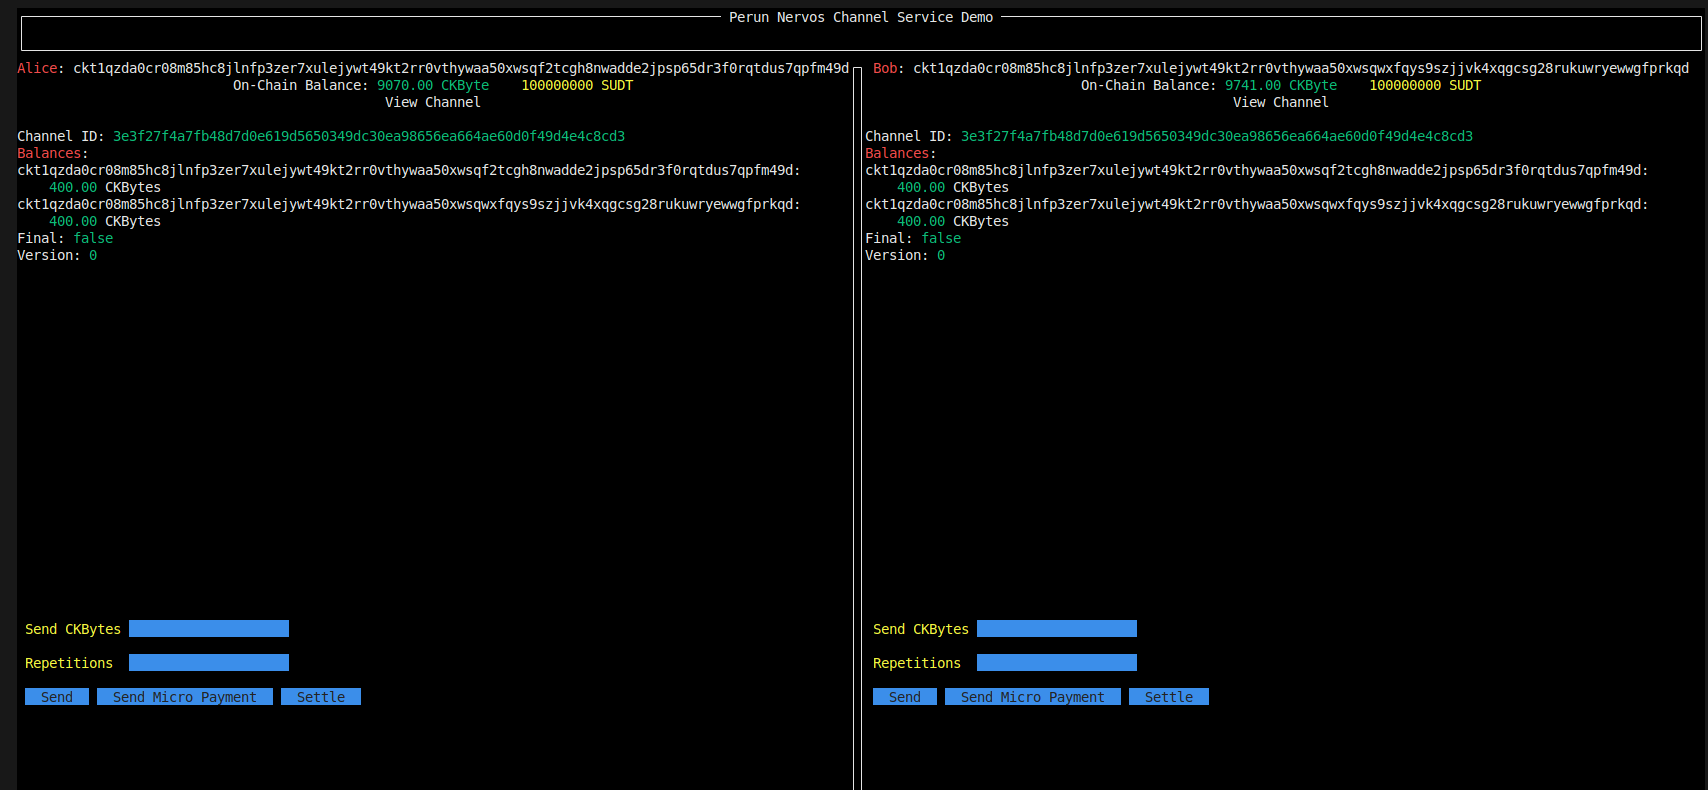 Perun Nervos Channel Service Demo
Alice: ckt1qzda0cr08m85hc8jlnfp3zer7xulejywt49kt2rr0vthywaa50xwsqf2tcgh8nwadde2jpsp65dr3f0rqtdus7qpfm49d
On-Chain Balance: 9070.00 CKByte    100000000 SUDT
View Channel
Channel ID: 3e3f27f4a7fb48d7d0e619d5650349dc30ea98656ea664ae60d0f49d4e4c8cd3
Balances:
ckt1qzda0cr08m85hc8jlnfp3zer7xulejywt49kt2rr0vthywaa50xwsqf2tcgh8nwadde2jpsp65dr3f0rqtdus7qpfm49d:
400.00 CKBytes
ckt1qzda0cr08m85hc8jlnfp3zer7xulejywt49kt2rr0vthywaa50xwsqwxfqys9szjjvk4xqgcsg28rukuwryewwgfprkqd:
400.00 CKBytes
Final: false
Version: 0
Send CKBytes
Repetitions
Send    Send Micro Payment    Settle
Bob: ckt1qzda0cr08m85hc8jlnfp3zer7xulejywt49kt2rr0vthywaa50xwsqwxfqys9szjjvk4xqgcsg28rukuwryewwgfprkqd
On-Chain Balance: 9741.00 CKByte    100000000 SUDT
View Channel
Channel ID: 3e3f27f4a7fb48d7d0e619d5650349dc30ea98656ea664ae60d0f49d4e4c8cd3
Balances:
ckt1qzda0cr08m85hc8jlnfp3zer7xulejywt49kt2rr0vthywaa50xwsqf2tcgh8nwadde2jpsp65dr3f0rqtdus7qpfm49d:
400.00 CKBytes
ckt1qzda0cr08m85hc8jlnfp3zer7xulejywt49kt2rr0vthywaa50xwsqwxfqys9szjjvk4xqgcsg28rukuwryewwgfprkqd:
400.00 CKBytes
Final: false
Version: 0
Send CKBytes
Repetitions
Send    Send Micro Payment    Settle